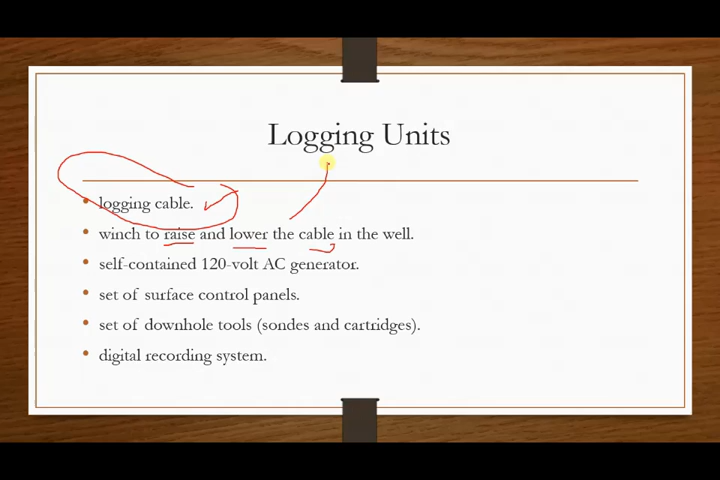 Logging Units
• logging cable.
• winch to raise and lower the cable in the well.
• self-contained 120-volt AC generator.
• set of surface control panels.
• set of downhole tools (sondes and cartridges).
• digital recording system.